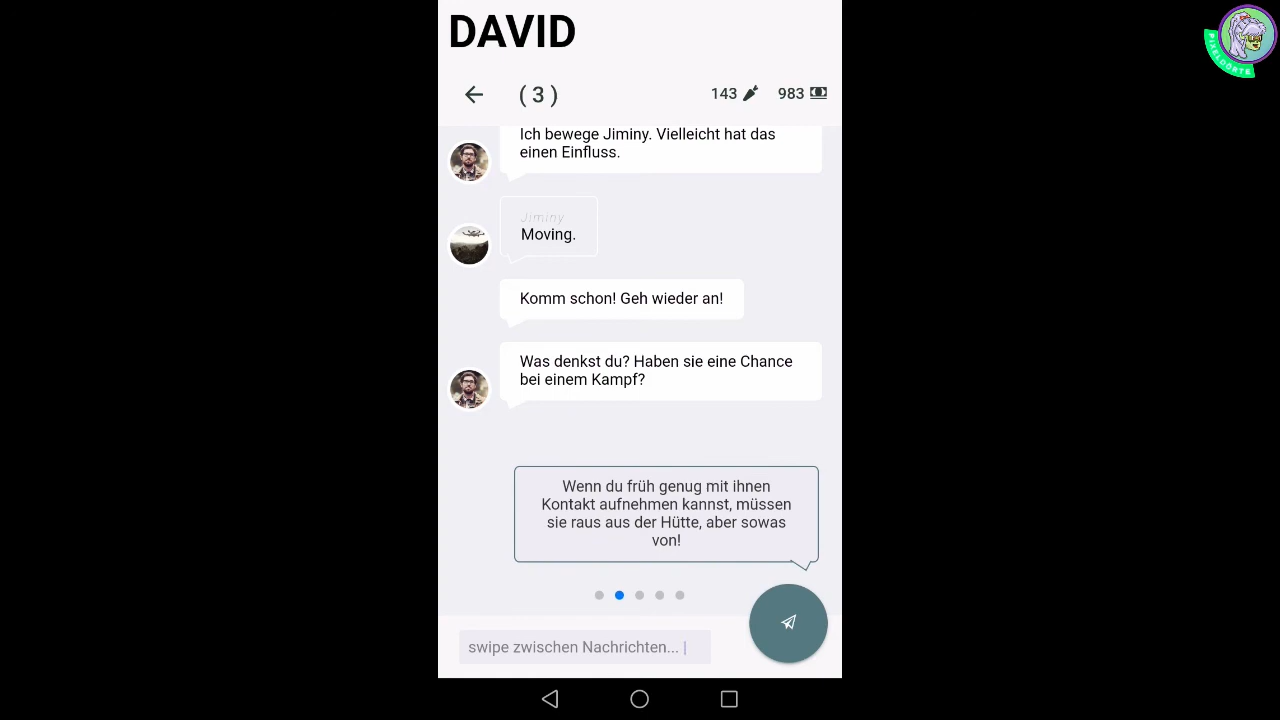 DAVID
( 3 )
143
983
Ich bewege Jiminy. Vielleicht hat das
einen Einfluss.
Jiminy
Moving.
Komm schon! Geh wieder an!
Was denkst du? Haben sie eine Chance
bei einem Kampf?
Wenn du früh genug mit ihnen
Kontakt aufnehmen kannst, müssen
sie raus aus der Hütte, aber sowas
von!
swipe zwischen Nachrichten... |
PIXELDÖRTE